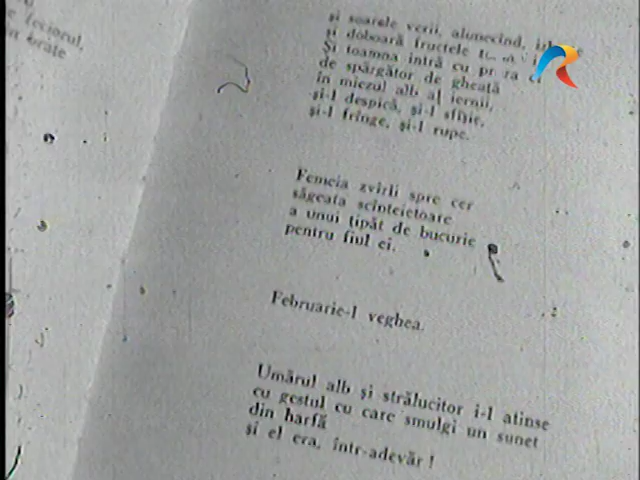 feciorul,
și soarele verii, alunecînd,
și doboară fructele
Și toamna intră cu
de spărgător de gheață
în miezul alb al iernii,
și-l despică, și-l sfîșie,
și-l frînge, și-l rupe.
Femeia zvîrli spre cer
săgeata scînteietoare
a unui țipăt de bucurie
pentru fiul ei.
Februarie-l veghea.
Umărul alb și strălucitor i-l atinse
cu gestul cu care smulgi un sunet
din harfă
și el era, într-adevăr !